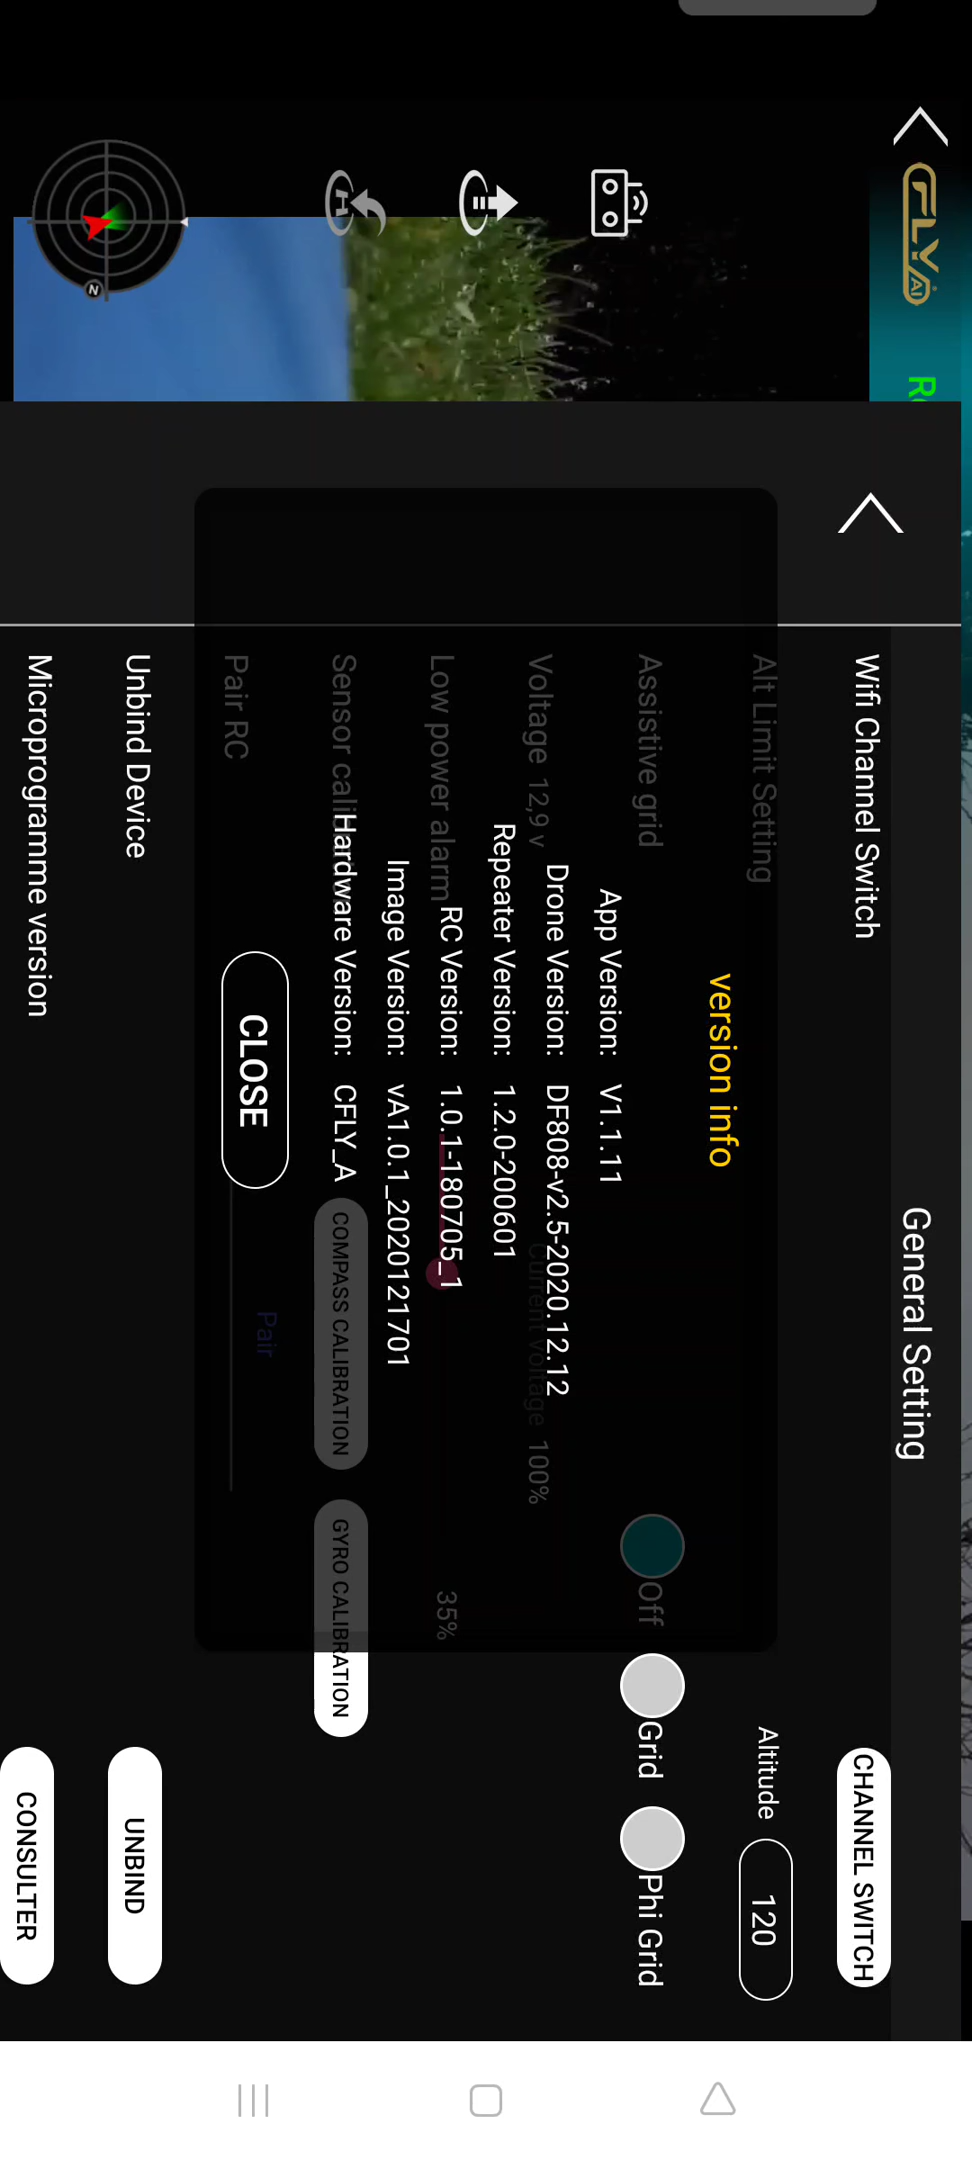 CFLY AI
General Setting
Wifi Channel Switch
CHANNEL SWITCH
Alt Limit Setting
Altitude
120
version info
Assistive grid
Off
Grid
Phi Grid
App Version: V1.1.11
Drone Version: DF808-v2.5-2020.12.12
Voltage 12,9 v
Current voltage 100%
Repeater Version: 1.2.0-200601
Low power alarm
35%
RC Version: 1.0.1-180705_1
Image Version: vA1.0.1_2020121701
Hardware Version: CFLY_A
COMPASS CALIBRATION
GYRO CALIBRATION
Pair RC
Pair
CLOSE
Unbind Device
UNBIND
Microprogramme version
CONSULTER
N
H